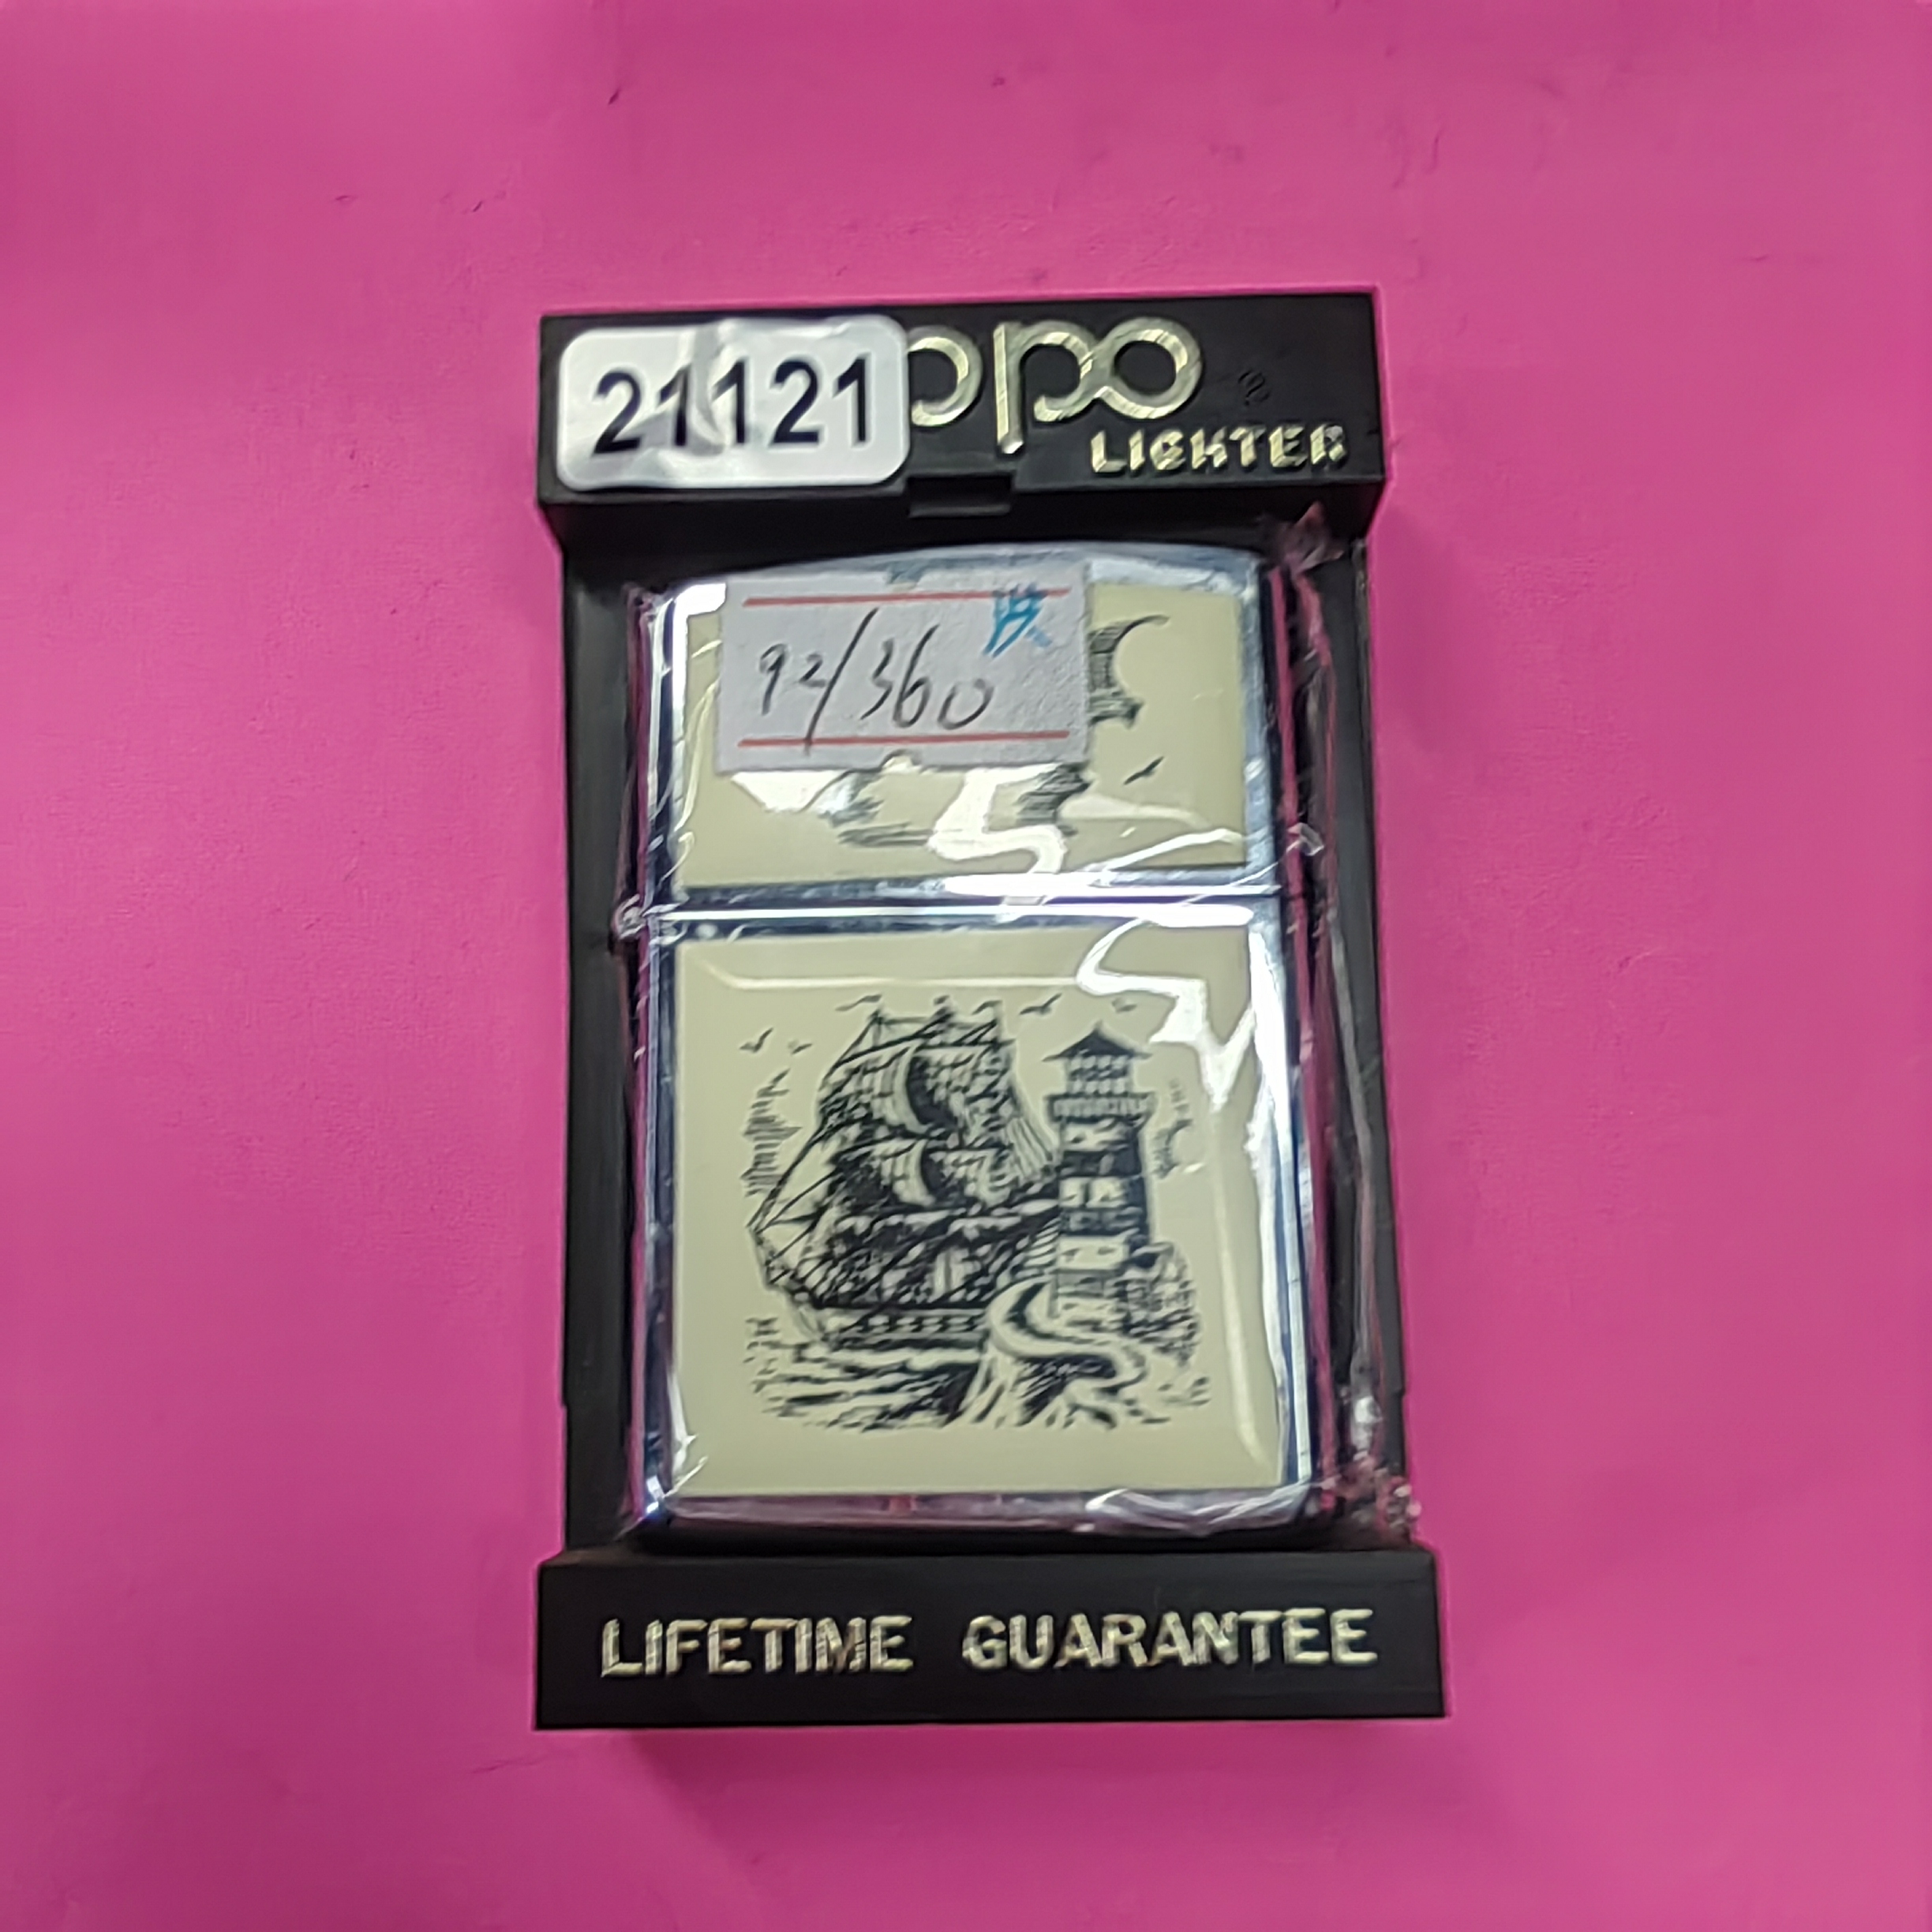 21121
ppo
LIGHTER
92/360
LIFETIME GUARANTEE